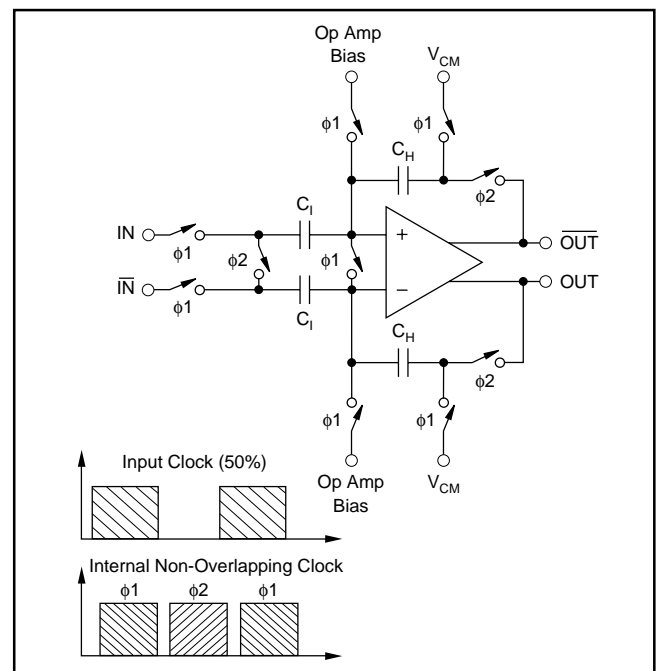 Op Amp
Bias
V_CM
ϕ1
ϕ1
C_H
ϕ2
IN
C_I
+
OUT̅
ϕ1
ϕ2
ϕ1
I̅N̅
−
OUT
ϕ1
C_I
C_H
ϕ2
ϕ1
ϕ1
Op Amp
Bias
V_CM
Input Clock (50%)
Internal Non-Overlapping Clock
ϕ1 ϕ2 ϕ1